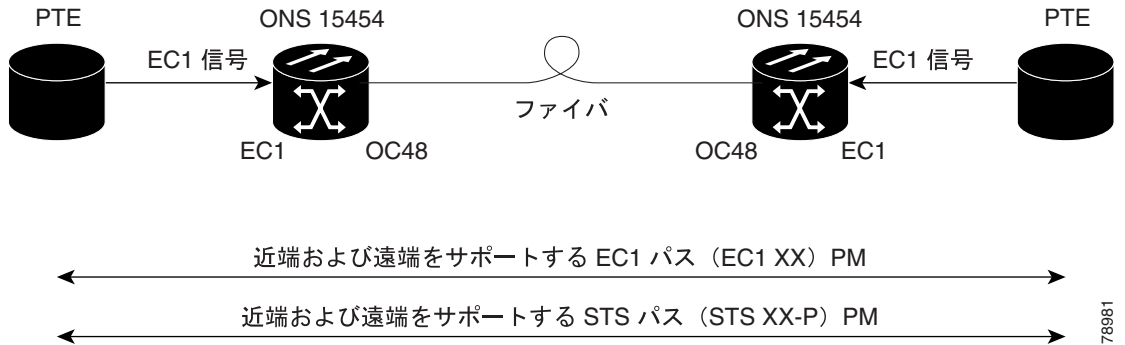 PTE
ONS 15454
ONS 15454
PTE
EC1 信号
EC1 信号
ファイバ
EC1
OC48
OC48
EC1
近端および遠端をサポートする EC1 パス（EC1 XX）PM
近端および遠端をサポートする STS パス（STS XX-P）PM
78981